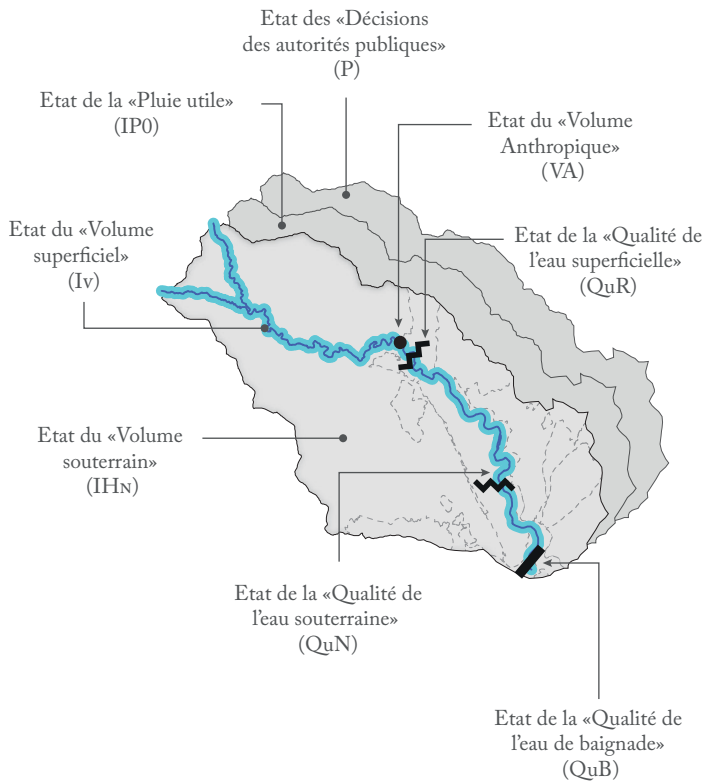 Etat des «Décisions
des autorités publiques»
(P)
Etat de la «Pluie utile»
(IP0)
Etat du «Volume
Anthropique»
(VA)
Etat du «Volume
superficiel»
(Iv)
Etat de la «Qualité de
l'eau superficielle»
(QuR)
Etat du «Volume
souterrain»
(IHN)
Etat de la «Qualité de
l'eau souterraine»
(QuN)
Etat de la «Qualité de
l'eau de baignade»
(QuB)